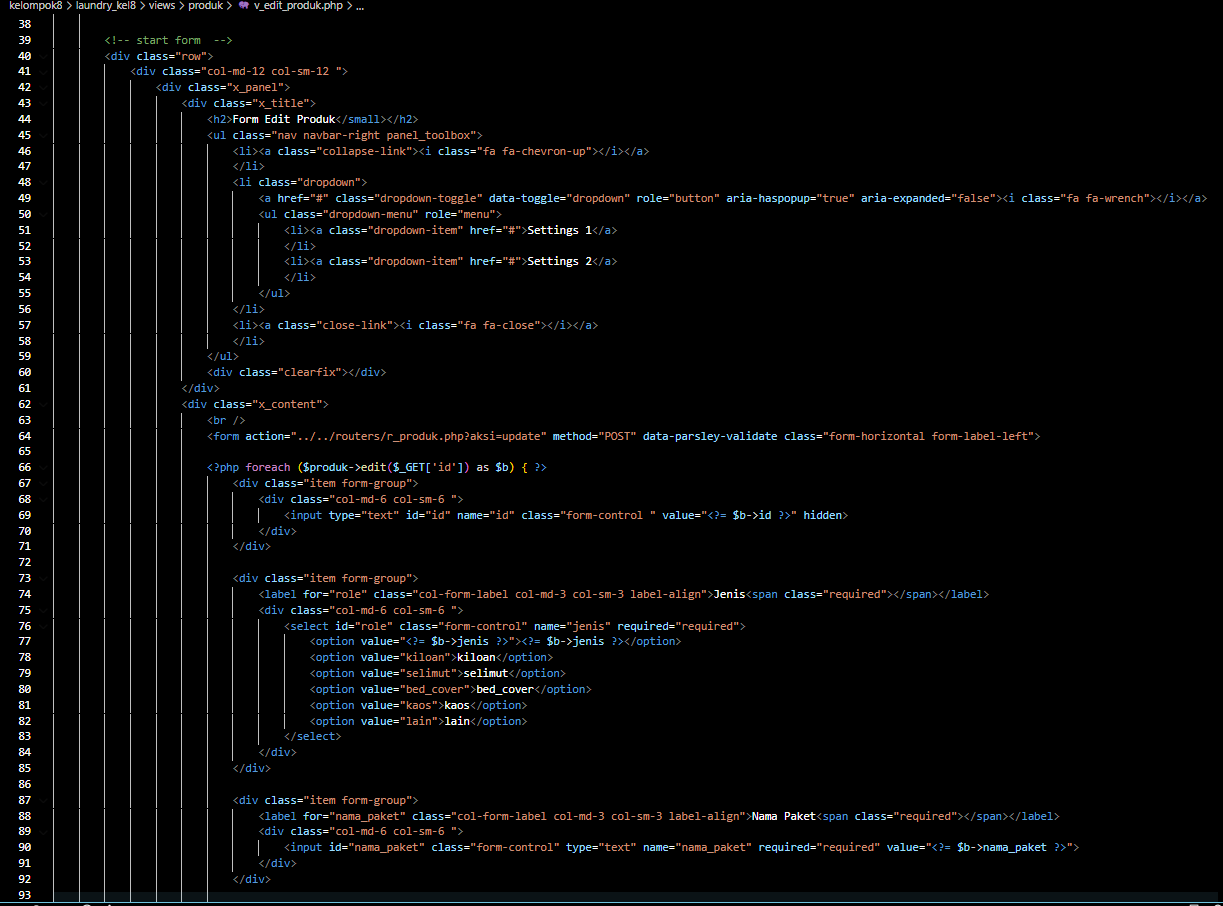 kelompok8 > laundry_kel8 > views > produk > v_edit_produk.php > ...
38
39 <!-- start form  -->
40 <div class="row">
41 <div class="col-md-12 col-sm-12 ">
42 <div class="x_panel">
43 <div class="x_title">
44 <h2>Form Edit Produk</small></h2>
45 <ul class="nav navbar-right panel_toolbox">
46 <li><a class="collapse-link"><i class="fa fa-chevron-up"></i></a>
47 </li>
48 <li class="dropdown">
49 <a href="#" class="dropdown-toggle" data-toggle="dropdown" role="button" aria-haspopup="true" aria-expanded="false"><i class="fa fa-wrench"></i></a>
50 <ul class="dropdown-menu" role="menu">
51 <li><a class="dropdown-item" href="#">Settings 1</a>
52 </li>
53 <li><a class="dropdown-item" href="#">Settings 2</a>
54 </li>
55 </ul>
56 </li>
57 <li><a class="close-link"><i class="fa fa-close"></i></a>
58 </li>
59 </ul>
60 <div class="clearfix"></div>
61 </div>
62 <div class="x_content">
63 <br />
64 <form action="../../routers/r_produk.php?aksi=update" method="POST" data-parsley-validate class="form-horizontal form-label-left">
65
66 <?php foreach ($produk->edit($_GET['id']) as $b) { ?>
67 <div class="item form-group">
68 <div class="col-md-6 col-sm-6 ">
69 <input type="text" id="id" name="id" class="form-control " value="<?= $b->id ?>" hidden>
70 </div>
71 </div>
72
73 <div class="item form-group">
74 <label for="role" class="col-form-label col-md-3 col-sm-3 label-align">Jenis<span class="required"></span></label>
75 <div class="col-md-6 col-sm-6 ">
76 <select id="role" class="form-control" name="jenis" required="required">
77 <option value="<?= $b->jenis ?>"><?= $b->jenis ?></option>
78 <option value="kiloan">kiloan</option>
79 <option value="selimut">selimut</option>
80 <option value="bed_cover">bed_cover</option>
81 <option value="kaos">kaos</option>
82 <option value="lain">lain</option>
83 </select>
84 </div>
85 </div>
86
87 <div class="item form-group">
88 <label for="nama_paket" class="col-form-label col-md-3 col-sm-3 label-align">Nama Paket<span class="required"></span></label>
89 <div class="col-md-6 col-sm-6 ">
90 <input id="nama_paket" class="form-control" type="text" name="nama_paket" required="required" value="<?= $b->nama_paket ?>">
91 </div>
92 </div>
93